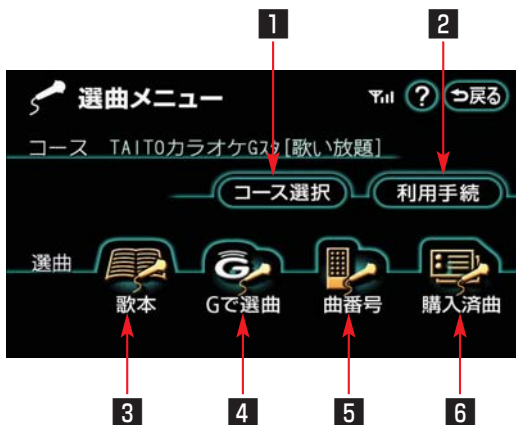 1 2
選曲メニュー ? 戻る
コース TAITOカラオケGスタ[歌い放題]
コース選択 利用手続
選曲 G
歌本 Gで選曲 曲番号 購入済曲
3 4 5 6